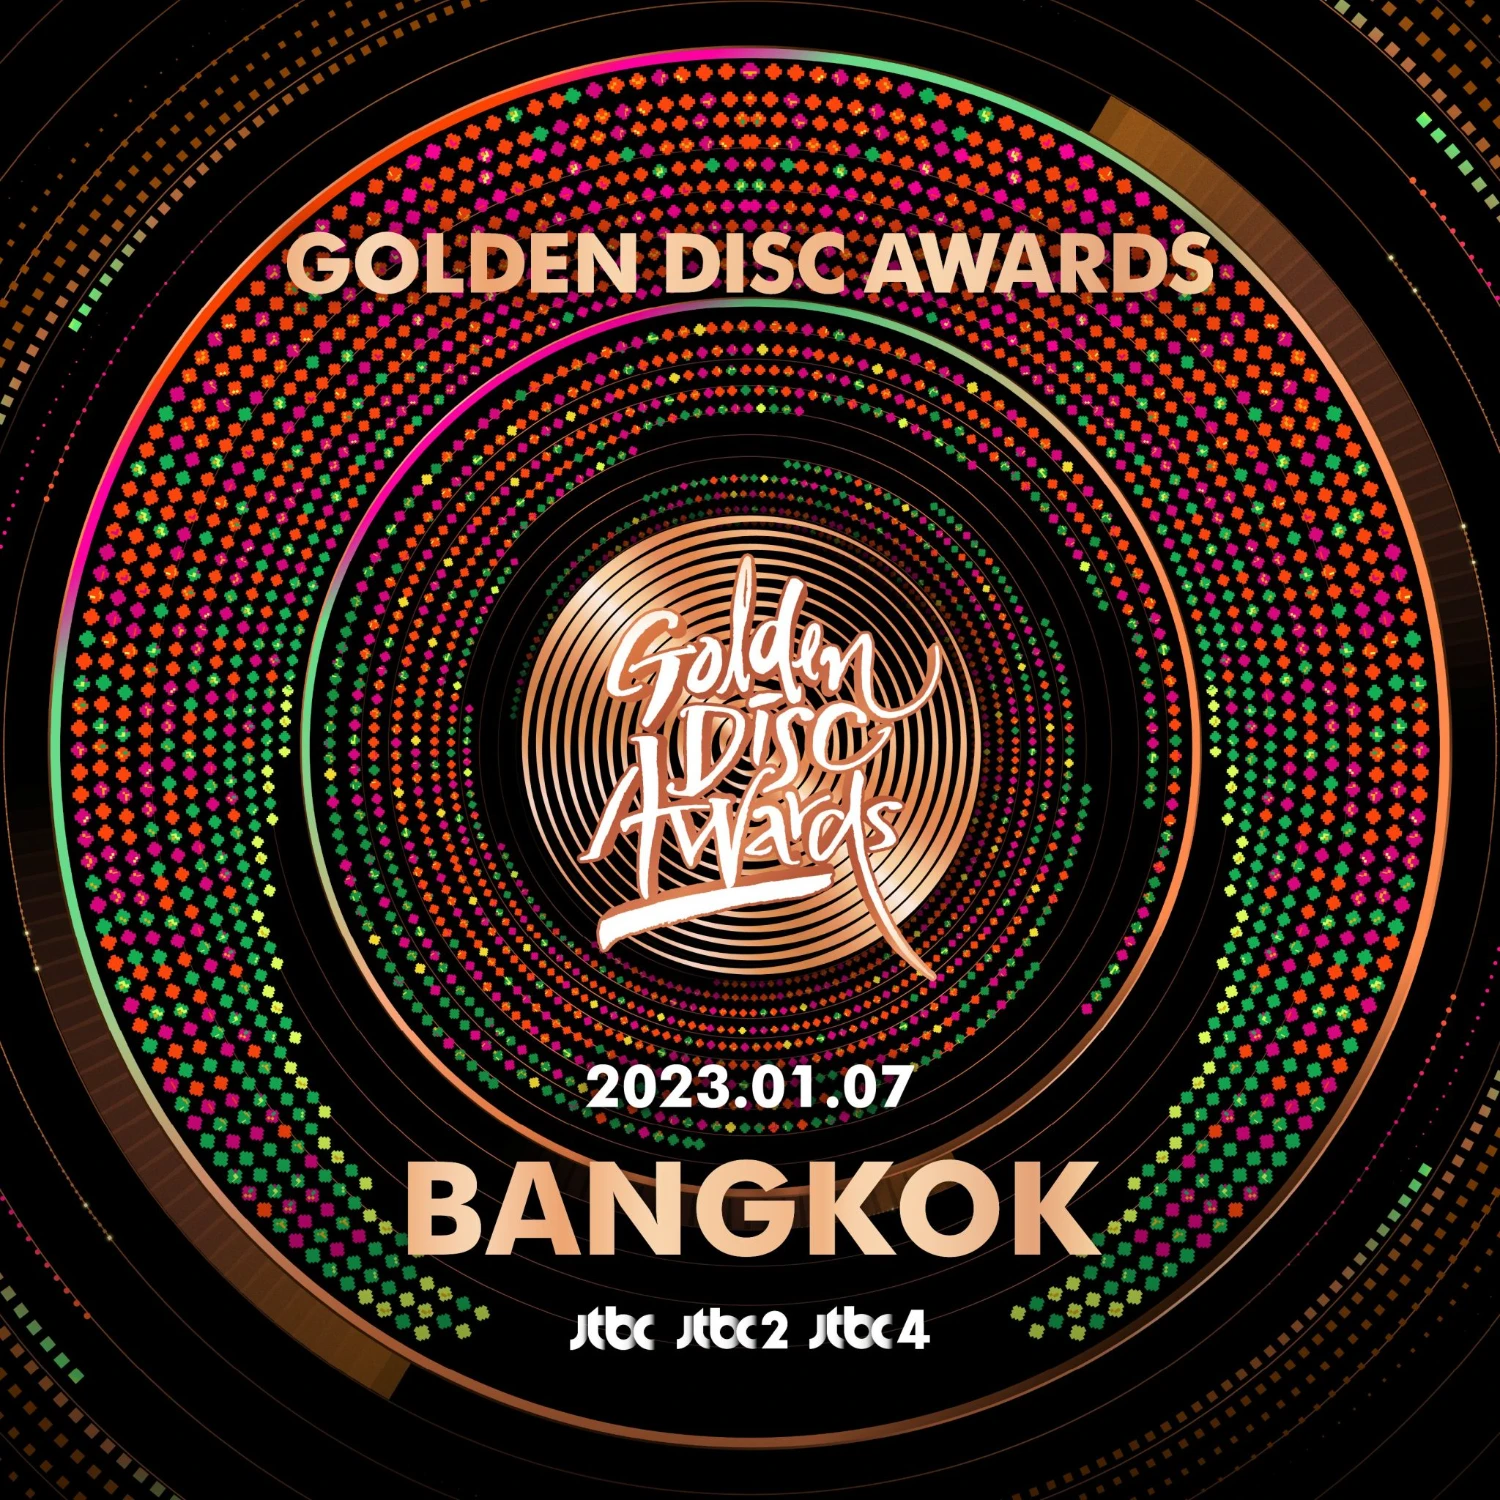 GOLDEN DISC AWARDS
Golden
Disc
Awards
2023.01.07
BANGKOK
jtbc jtbc2 jtbc4